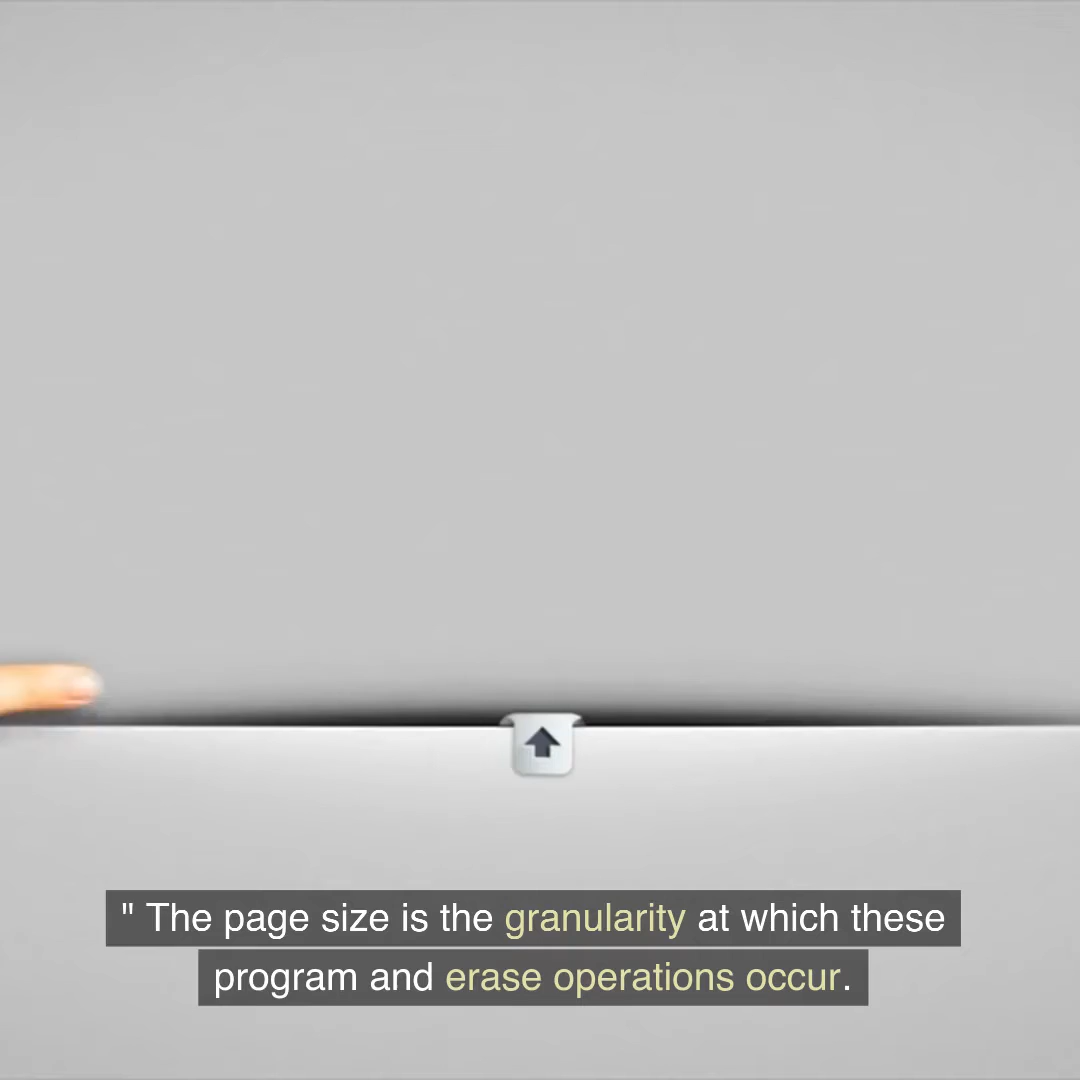 " The page size is the granularity at which these
program and erase operations occur.